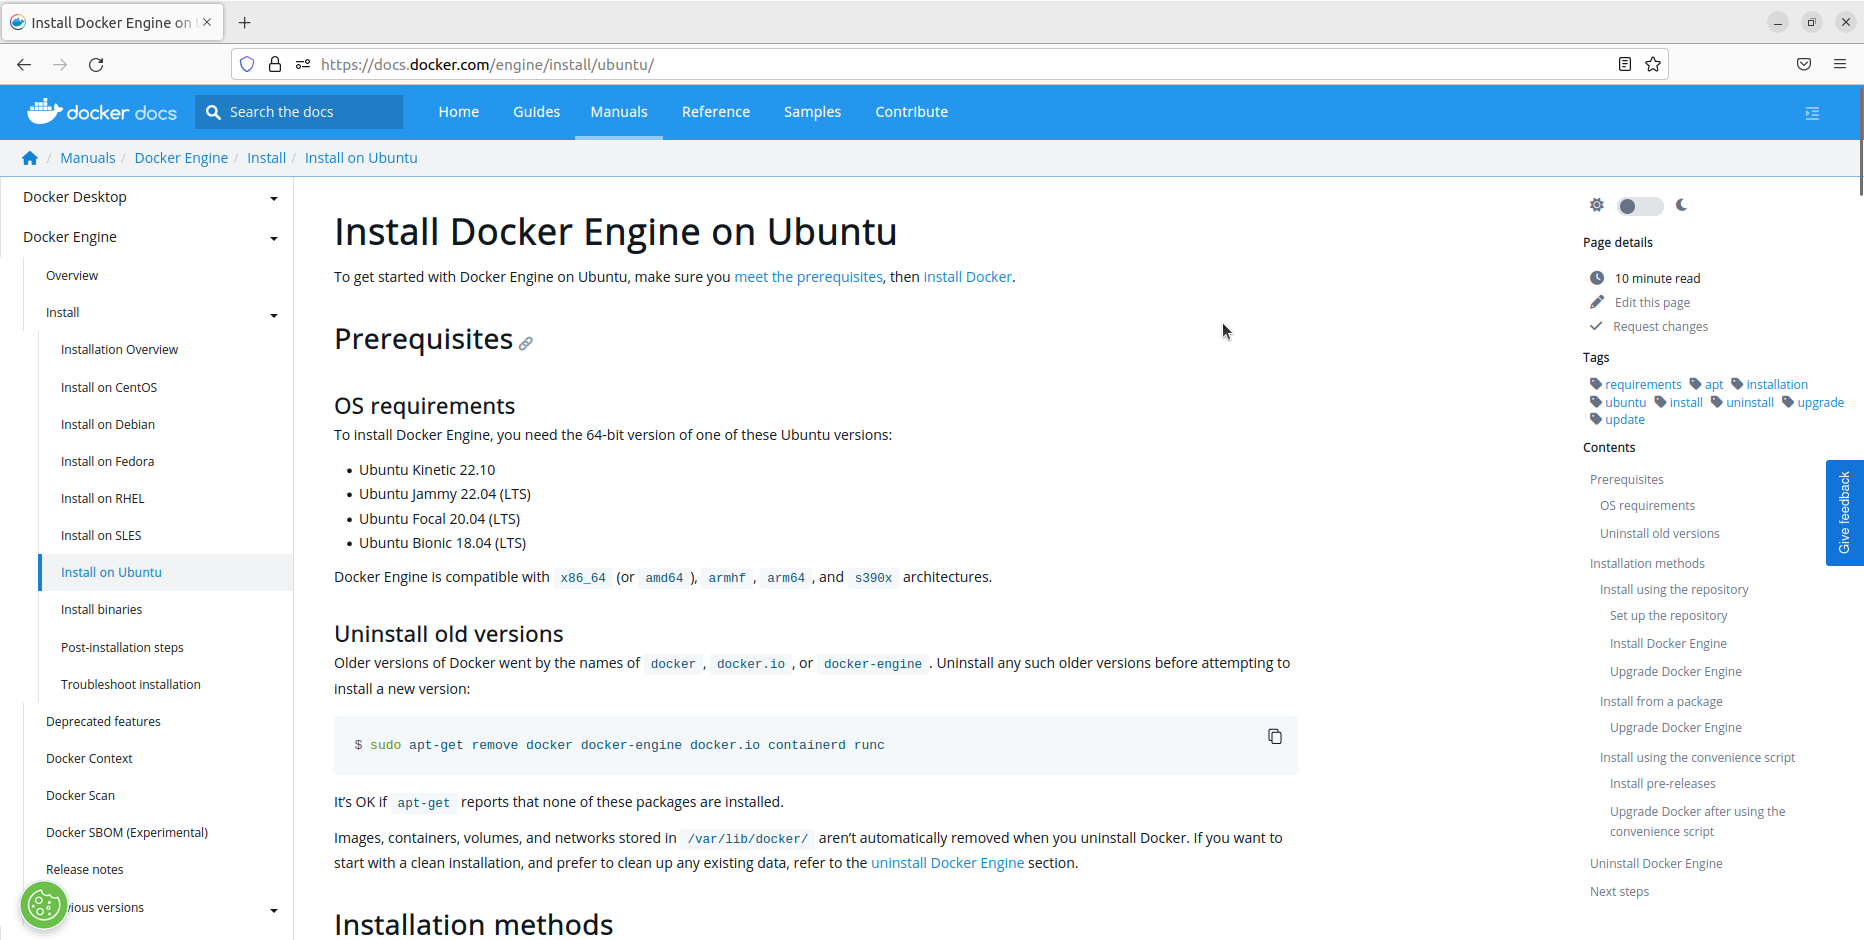 Install Docker Engine on
https://docs.docker.com/engine/install/ubuntu/
docker docs
Search the docs
Home
Guides
Manuals
Reference
Samples
Contribute
/ Manuals / Docker Engine / Install / Install on Ubuntu
Docker Desktop
Docker Engine
Overview
Install
Installation Overview
Install on CentOS
Install on Debian
Install on Fedora
Install on RHEL
Install on SLES
Install on Ubuntu
Install binaries
Post-installation steps
Troubleshoot installation
Deprecated features
Docker Context
Docker Scan
Docker SBOM (Experimental)
Release notes
ious versions
Install Docker Engine on Ubuntu
To get started with Docker Engine on Ubuntu, make sure you meet the prerequisites, then install Docker.
Prerequisites
OS requirements
To install Docker Engine, you need the 64-bit version of one of these Ubuntu versions:
• Ubuntu Kinetic 22.10
• Ubuntu Jammy 22.04 (LTS)
• Ubuntu Focal 20.04 (LTS)
• Ubuntu Bionic 18.04 (LTS)
Docker Engine is compatible with x86_64 (or amd64 ), armhf , arm64 , and s390x architectures.
Uninstall old versions
Older versions of Docker went by the names of docker , docker.io , or docker-engine . Uninstall any such older versions before attempting to
install a new version:
$ sudo apt-get remove docker docker-engine docker.io containerd runc
It's OK if apt-get reports that none of these packages are installed.
Images, containers, volumes, and networks stored in /var/lib/docker/ aren't automatically removed when you uninstall Docker. If you want to
start with a clean installation, and prefer to clean up any existing data, refer to the uninstall Docker Engine section.
Installation methods
Page details
10 minute read
Edit this page
Request changes
Tags
requirements apt installation
ubuntu install uninstall upgrade
update
Contents
Prerequisites
OS requirements
Uninstall old versions
Installation methods
Install using the repository
Set up the repository
Install Docker Engine
Upgrade Docker Engine
Install from a package
Upgrade Docker Engine
Install using the convenience script
Install pre-releases
Upgrade Docker after using the
convenience script
Uninstall Docker Engine
Next steps
Give feedback